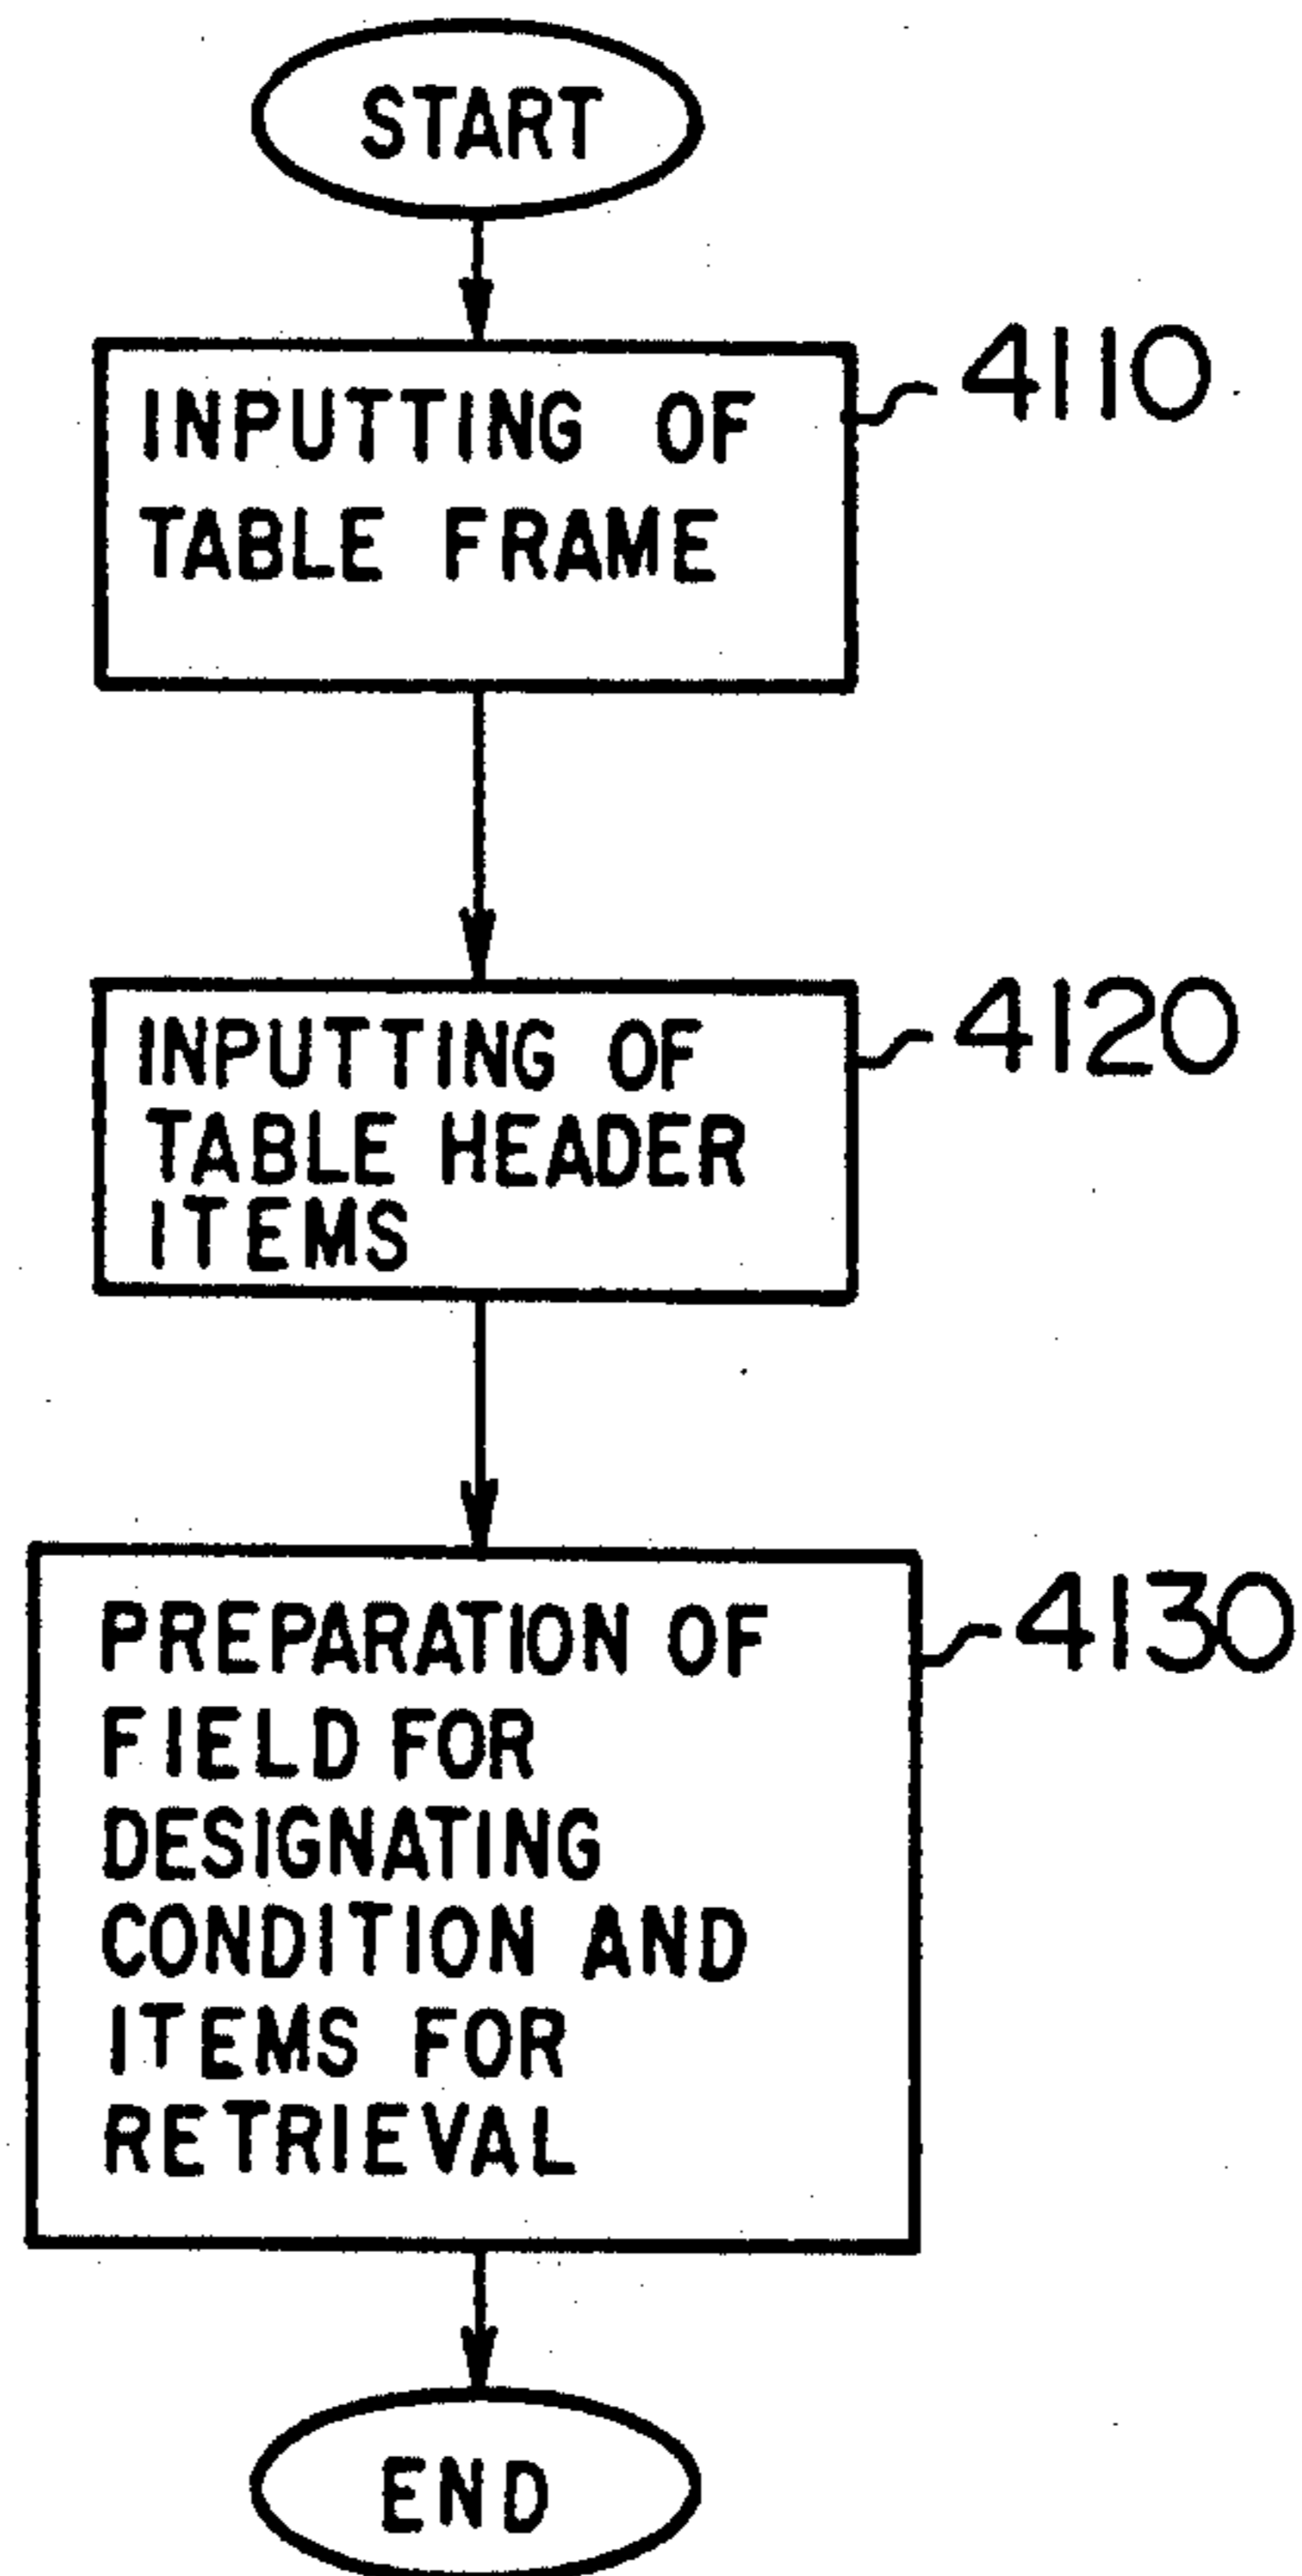 START
INPUTTING OF
TABLE FRAME
4110
INPUTTING OF
TABLE HEADER
ITEMS
4120
PREPARATION OF
FIELD FOR
DESIGNATING
CONDITION AND
ITEMS FOR
RETRIEVAL
4130
END